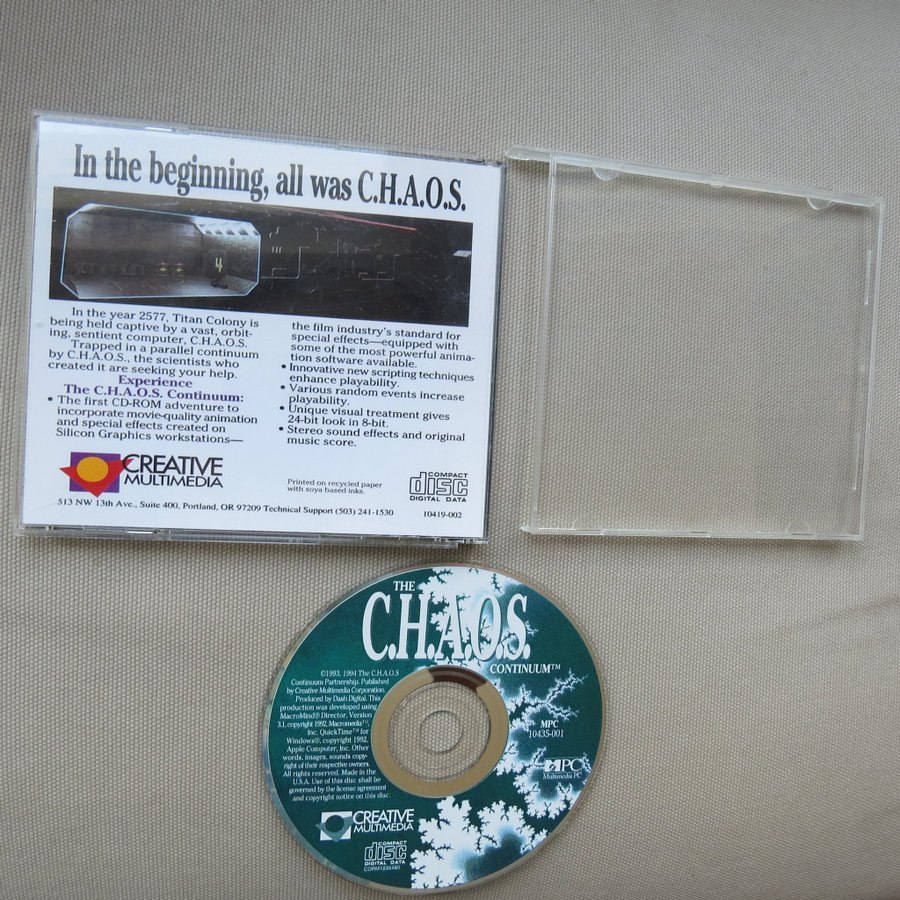 In the beginning, all was C.H.A.O.S.
4
In the year 2577, Titan Colony is
being held captive by a vast, orbit-
ing, sentient computer, C.H.A.O.S.
Trapped in a parallel continuum
by C.H.A.O.S., the scientists who
created it are seeking your help.
Experience
The C.H.A.O.S. Continuum:
• The first CD-ROM adventure to
incorporate movie-quality animation
and special effects created on
Silicon Graphics workstations—
the film industry's standard for
special effects—equipped with
some of the most powerful anima-
tion software available.
• Innovative new scripting techniques
enhance playability.
• Various random events increase
playability.
• Unique visual treatment gives
24-bit look in 8-bit.
• Stereo sound effects and original
music score.
CREATIVE
MULTIMEDIA
Printed on recycled paper
with soya based inks.
COMPACT
disc
DIGITAL DATA
513 NW 13th Ave., Suite 400, Portland, OR 97209 Technical Support (503) 241-1530
10419-002
THE
C.H.A.O.S.
CONTINUUM™
©1993, 1994 The C.H.A.O.S
Continuum Partnership. Published
by Creative Multimedia Corporation.
Produced by Dash Digital. This
production was developed using
MacroMind® Director, Version
3.1, copyright 1992, Macromedia™,
Inc. QuickTime™ for
Windows®, copyright 1992,
Apple Computer, Inc. Other
words, images, sounds copy-
right of their respective owners.
All rights reserved. Made in the
U.S.A. Use of this disc shall be
governed by the license agreement
and copyright notice on this disc.
MPC
10435-001
MPC
Multimedia PC
CREATIVE
MULTIMEDIA
COMPACT
disc
DIGITAL DATA